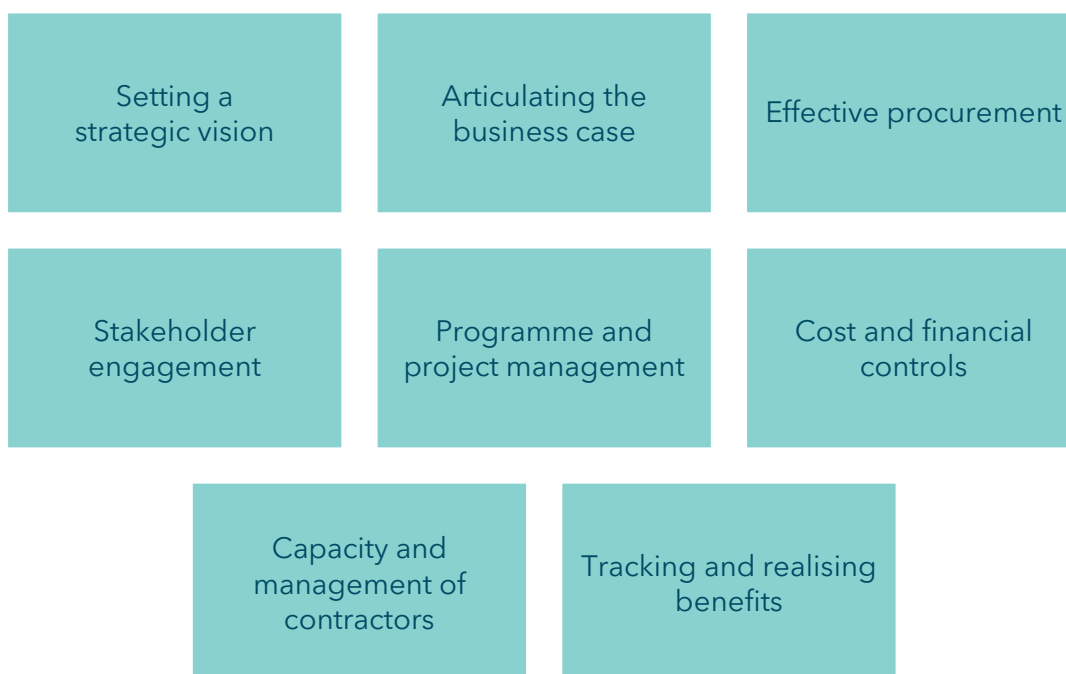 Setting a
strategic vision
Articulating the
business case
Effective procurement
Stakeholder
engagement
Programme and
project management
Cost and financial
controls
Capacity and
management of
contractors
Tracking and realising
benefits